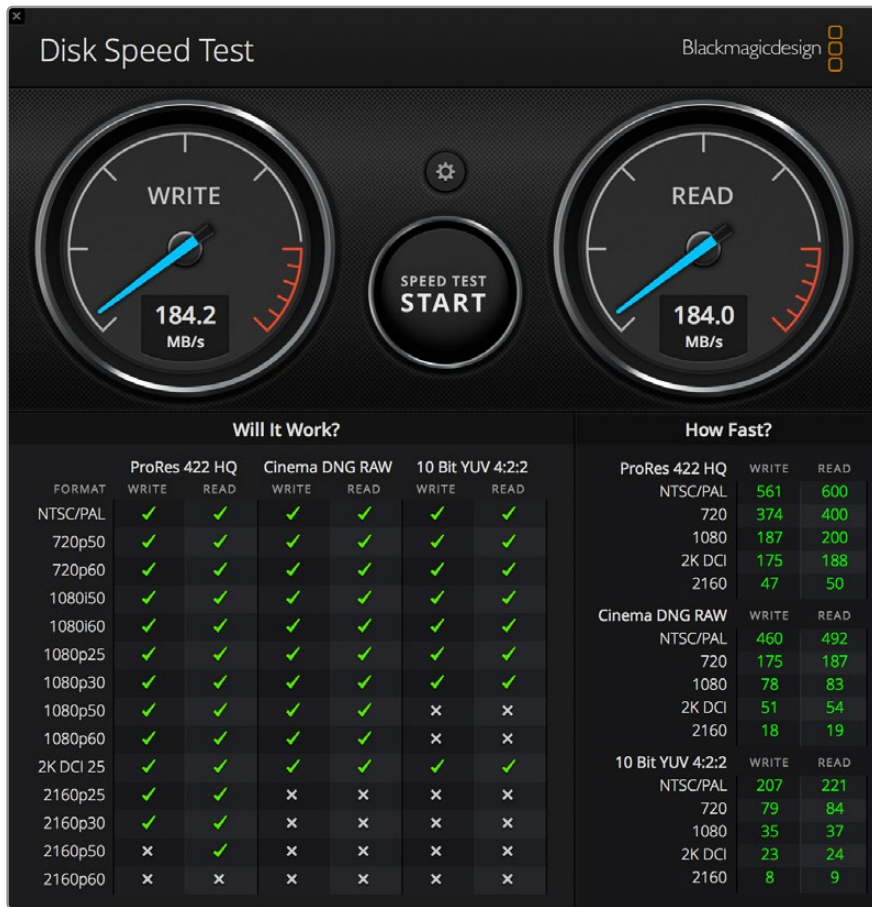 Disk Speed Test
Blackmagicdesign
WRITE
184.2
MB/s
SPEED TEST
START
READ
184.0
MB/s
Will It Work?
ProRes 422 HQ Cinema DNG RAW 10 Bit YUV 4:2:2
FORMAT WRITE READ WRITE READ WRITE READ
NTSC/PAL ✓ ✓ ✓ ✓ ✓ ✓
720p50 ✓ ✓ ✓ ✓ ✓ ✓
720p60 ✓ ✓ ✓ ✓ ✓ ✓
1080i50 ✓ ✓ ✓ ✓ ✓ ✓
1080i60 ✓ ✓ ✓ ✓ ✓ ✓
1080p25 ✓ ✓ ✓ ✓ ✓ ✓
1080p30 ✓ ✓ ✓ ✓ ✓ ✓
1080p50 ✓ ✓ ✓ ✓ × ×
1080p60 ✓ ✓ ✓ ✓ × ×
2K DCI 25 ✓ ✓ ✓ ✓ ✓ ✓
2160p25 ✓ ✓ × × × ×
2160p30 ✓ ✓ × × × ×
2160p50 × ✓ × × × ×
2160p60 × × × × × ×
How Fast?
ProRes 422 HQ WRITE READ
NTSC/PAL 561 600
720 374 400
1080 187 200
2K DCI 175 188
2160 47 50
Cinema DNG RAW WRITE READ
NTSC/PAL 460 492
720 175 187
1080 78 83
2K DCI 51 54
2160 18 19
10 Bit YUV 4:2:2 WRITE READ
NTSC/PAL 207 221
720 79 84
1080 35 37
2K DCI 23 24
2160 8 9